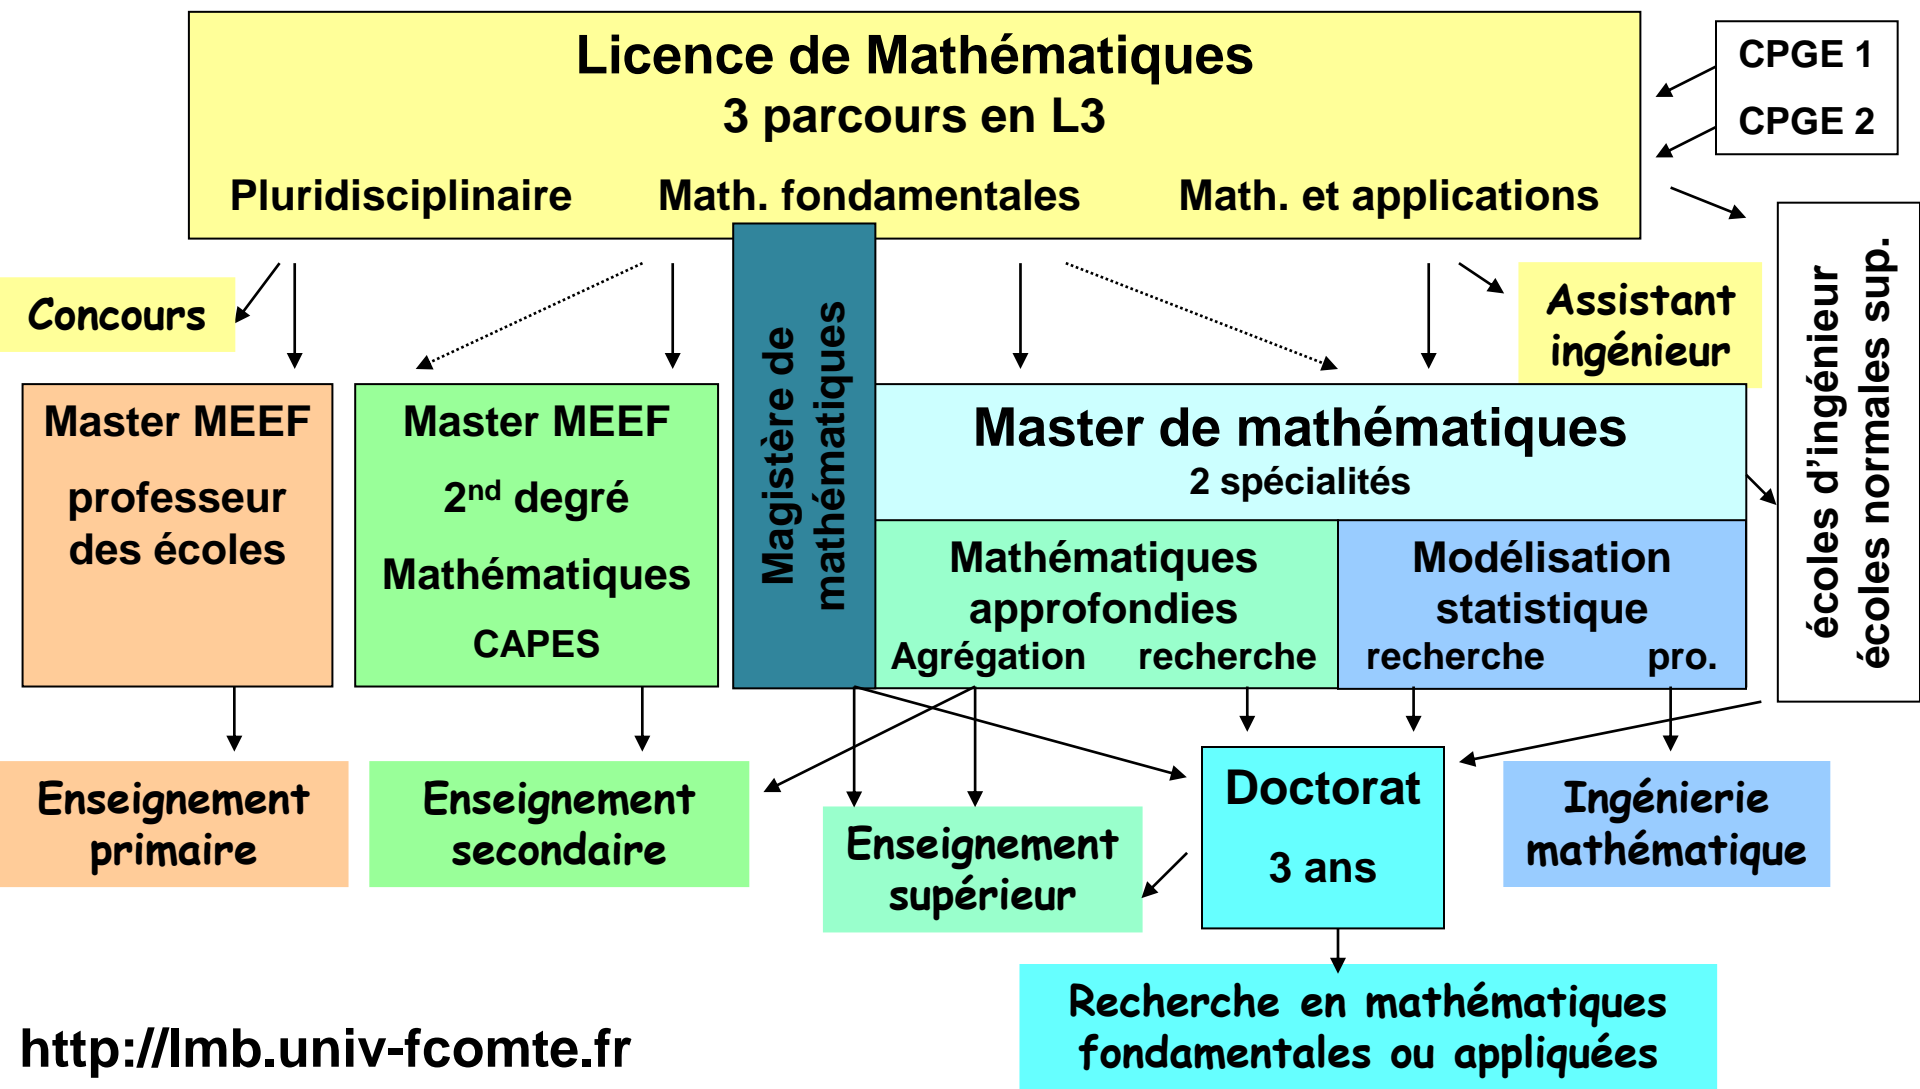 Licence de Mathématiques
3 parcours en L3
Pluridisciplinaire Math. fondamentales Math. et applications
CPGE 1
CPGE 2
Concours
Assistant
ingénieur
écoles d'ingénieur
écoles normales sup.
Master MEEF
professeur
des écoles
Master MEEF
2nd degré
Mathématiques
CAPES
Magistère de
mathématiques
Master de mathématiques
2 spécialités
Mathématiques
approfondies
Agrégation recherche
Modélisation
statistique
recherche pro.
Enseignement
primaire
Enseignement
secondaire
Enseignement
supérieur
Doctorat
3 ans
Ingénierie
mathématique
Recherche en mathématiques
fondamentales ou appliquées
http://lmb.univ-fcomte.fr